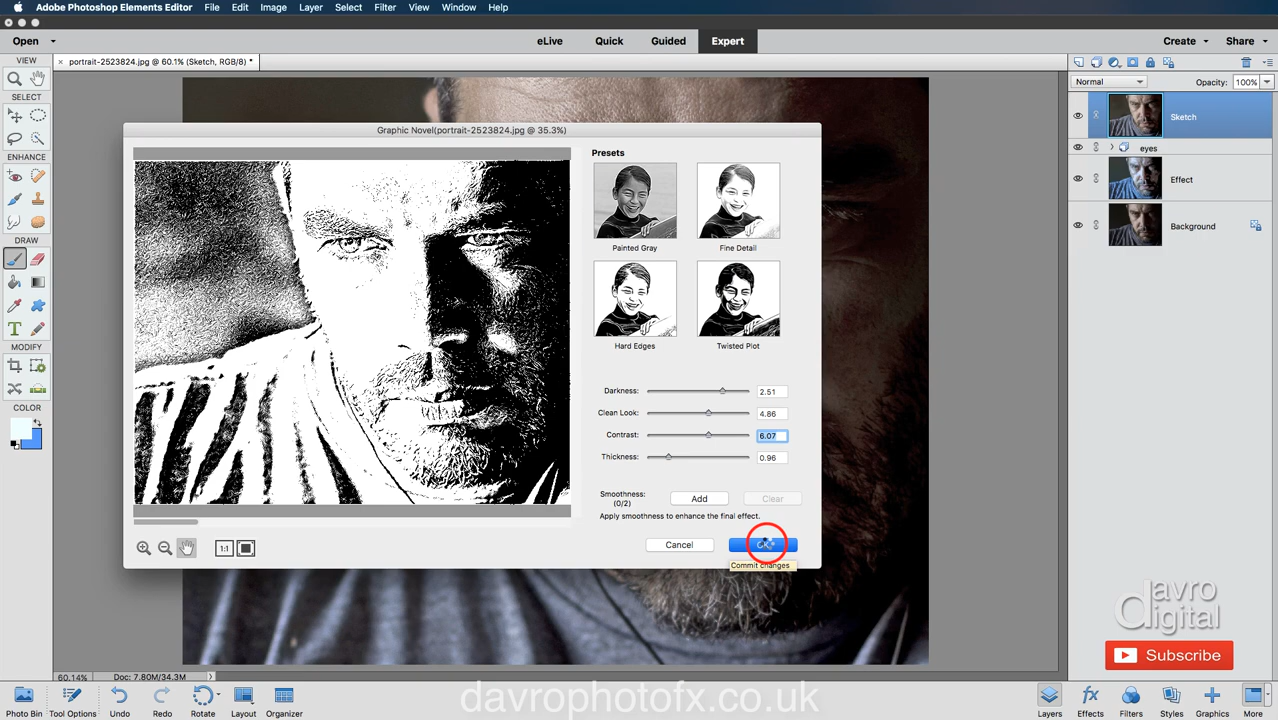 Adobe Photoshop Elements Editor File Edit Image Layer Select Filter View Window Help
Open eLive Quick Guided Expert Create Share
VIEW × portrait-2523824.jpg @ 60.1% (Sketch, RGB/8) *
Normal Opacity: 100%
SELECT
Sketch
eyes
Effect
Background
ENHANCE
DRAW
MODIFY
COLOR
Graphic Novel(portrait-2523824.jpg @ 35.3%)
Presets
Painted Gray Fine Detail
Hard Edges Twisted Plot
Darkness: 2.51
Clean Look: 4.86
Contrast: 6.07
Thickness: 0.96
Smoothness:
(0/2)
Add Clear
Apply smoothness to enhance the final effect.
1:1 Cancel OK
Commit changes
davro
digital
Subscribe
60.14% Doc: 7.80M/34.3M
davrophotofx.co.uk
Photo Bin Tool Options Undo Redo Rotate Layout Organizer Layers Effects Filters Styles Graphics More